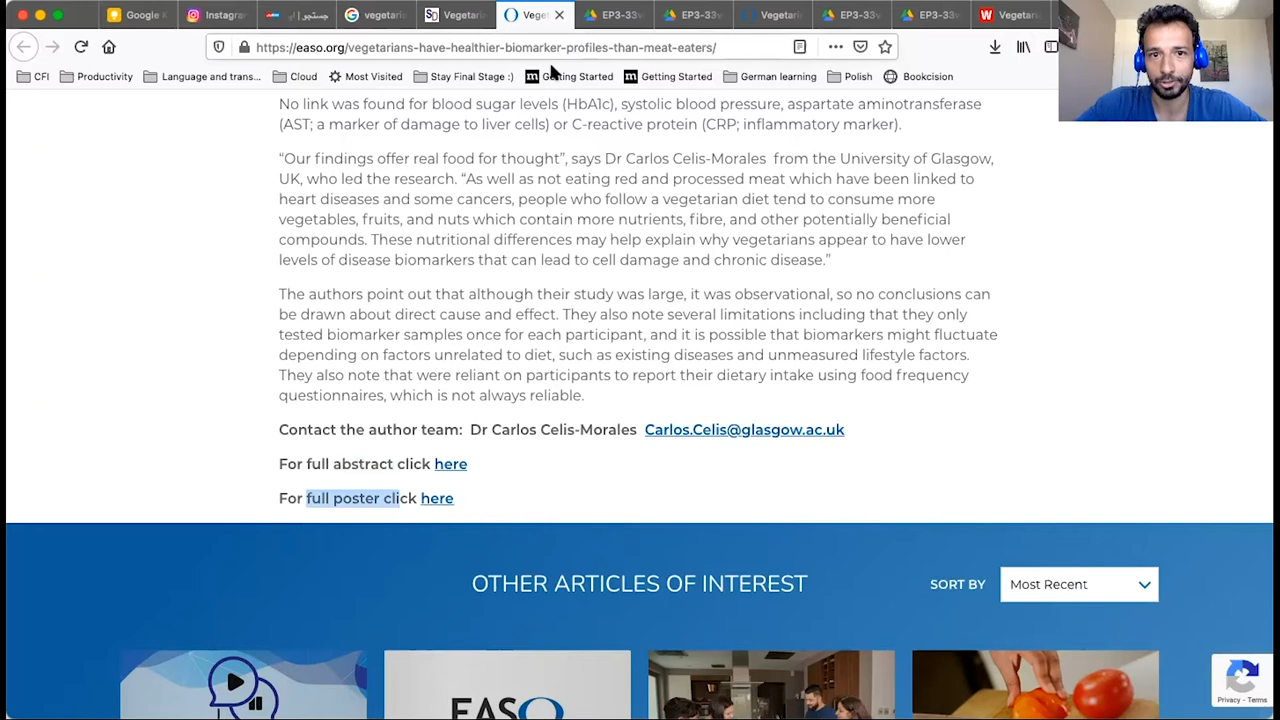 Google K
Instagram
جستجو | ای
vegetaria
Vegetaria
Veget
EP3-33v
EP3-33v
Vegetaria
EP3-33v
EP3-33v
Vegetaria
https://easo.org/vegetarians-have-healthier-biomarker-profiles-than-meat-eaters/
CFI
Productivity
Language and trans...
Cloud
Most Visited
Stay Final Stage :)
Getting Started
Getting Started
German learning
Polish
Bookcision
No link was found for blood sugar levels (HbA1c), systolic blood pressure, aspartate aminotransferase
(AST; a marker of damage to liver cells) or C-reactive protein (CRP; inflammatory marker).
“Our findings offer real food for thought”, says Dr Carlos Celis-Morales from the University of Glasgow,
UK, who led the research. “As well as not eating red and processed meat which have been linked to
heart diseases and some cancers, people who follow a vegetarian diet tend to consume more
vegetables, fruits, and nuts which contain more nutrients, fibre, and other potentially beneficial
compounds. These nutritional differences may help explain why vegetarians appear to have lower
levels of disease biomarkers that can lead to cell damage and chronic disease.”
The authors point out that although their study was large, it was observational, so no conclusions can
be drawn about direct cause and effect. They also note several limitations including that they only
tested biomarker samples once for each participant, and it is possible that biomarkers might fluctuate
depending on factors unrelated to diet, such as existing diseases and unmeasured lifestyle factors.
They also note that were reliant on participants to report their dietary intake using food frequency
questionnaires, which is not always reliable.
Contact the author team: Dr Carlos Celis-Morales Carlos.Celis@glasgow.ac.uk
For full abstract click here
For full poster click here
OTHER ARTICLES OF INTEREST
SORT BY
Most Recent
EASO
Privacy - Terms